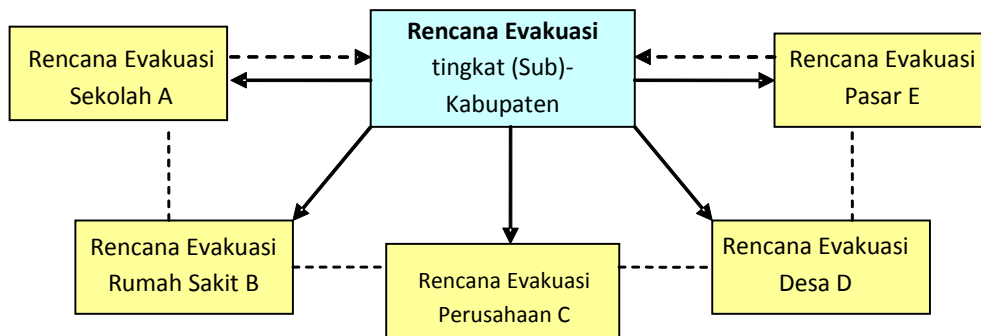 Rencana Evakuasi
tingkat (Sub)-
Kabupaten
Rencana Evakuasi
Sekolah A
Rencana Evakuasi
Pasar E
Rencana Evakuasi
Rumah Sakit B
Rencana Evakuasi
Perusahaan C
Rencana Evakuasi
Desa D